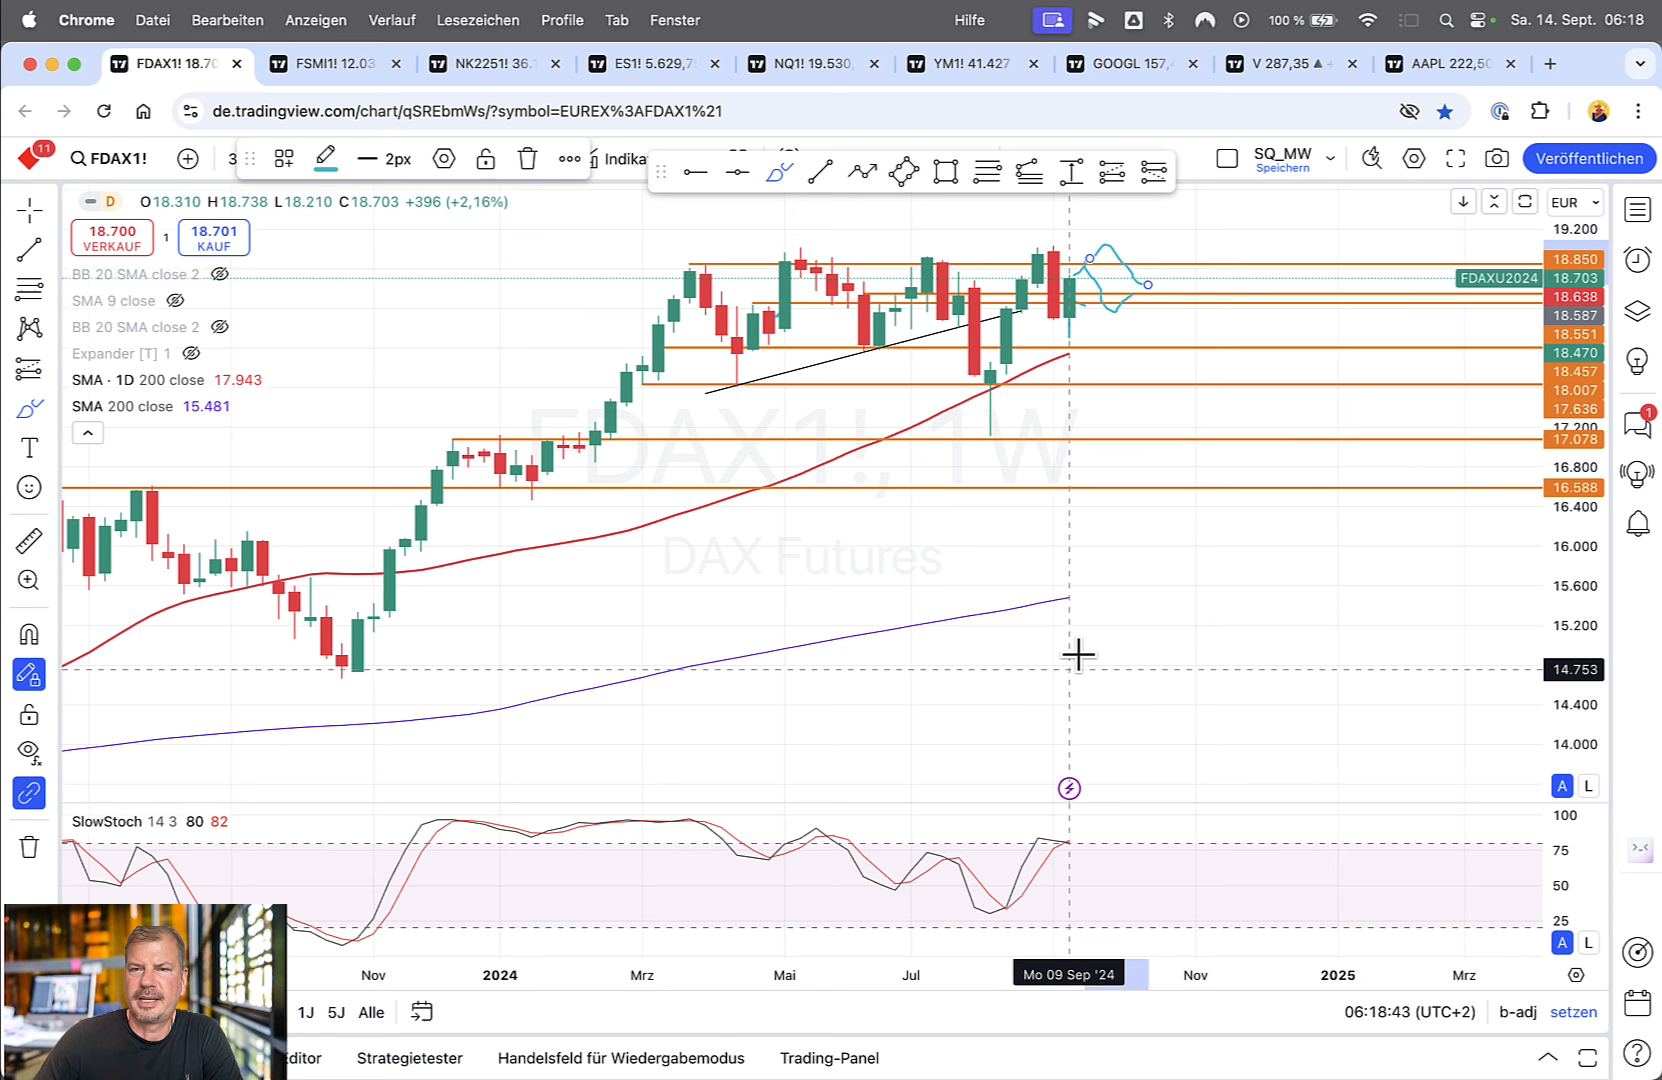 Chrome Datei Bearbeiten Anzeigen Verlauf Lesezeichen Profile Tab Fenster Hilfe 100 % Sa. 14. Sept. 06:18
FDAX1! 18.70 FSMI1! 12.03 NK2251! 36. ES1! 5.629,7 NQ1! 19.530, YM1! 41.427 GOOGL 157, V 287,35 AAPL 222,50
de.tradingview.com/chart/qSREbmWs/?symbol=EUREX%3AFDAX1%21
11
FDAX1! 3 2px Indika SQ_MW
Speichern
Veröffentlichen
D O18.310 H18.738 L18.210 C18.703 +396 (+2,16%)
EUR
18.700
VERKAUF
1
18.701
KAUF
BB 20 SMA close 2
SMA 9 close
BB 20 SMA close 2
Expander [T] 1
SMA · 1D 200 close 17.943
SMA 200 close 15.481
FDAX1!, 1W
DAX Futures
19.200
18.850
FDAXU2024 18.703
18.638
18.587
18.551
18.470
18.457
18.007
17.636
17.200
17.078
16.800
16.588
16.400
16.000
15.600
15.200
14.753
14.400
14.000
A L
1
SlowStoch 14 3 80 82
100
75
50
25
A L
Nov 2024 Mrz Mai Jul Mo 09 Sep '24 Nov 2025 Mrz
1J 5J Alle 06:18:43 (UTC+2) b-adj setzen
ditor Strategietester Handelsfeld für Wiedergabemodus Trading-Panel